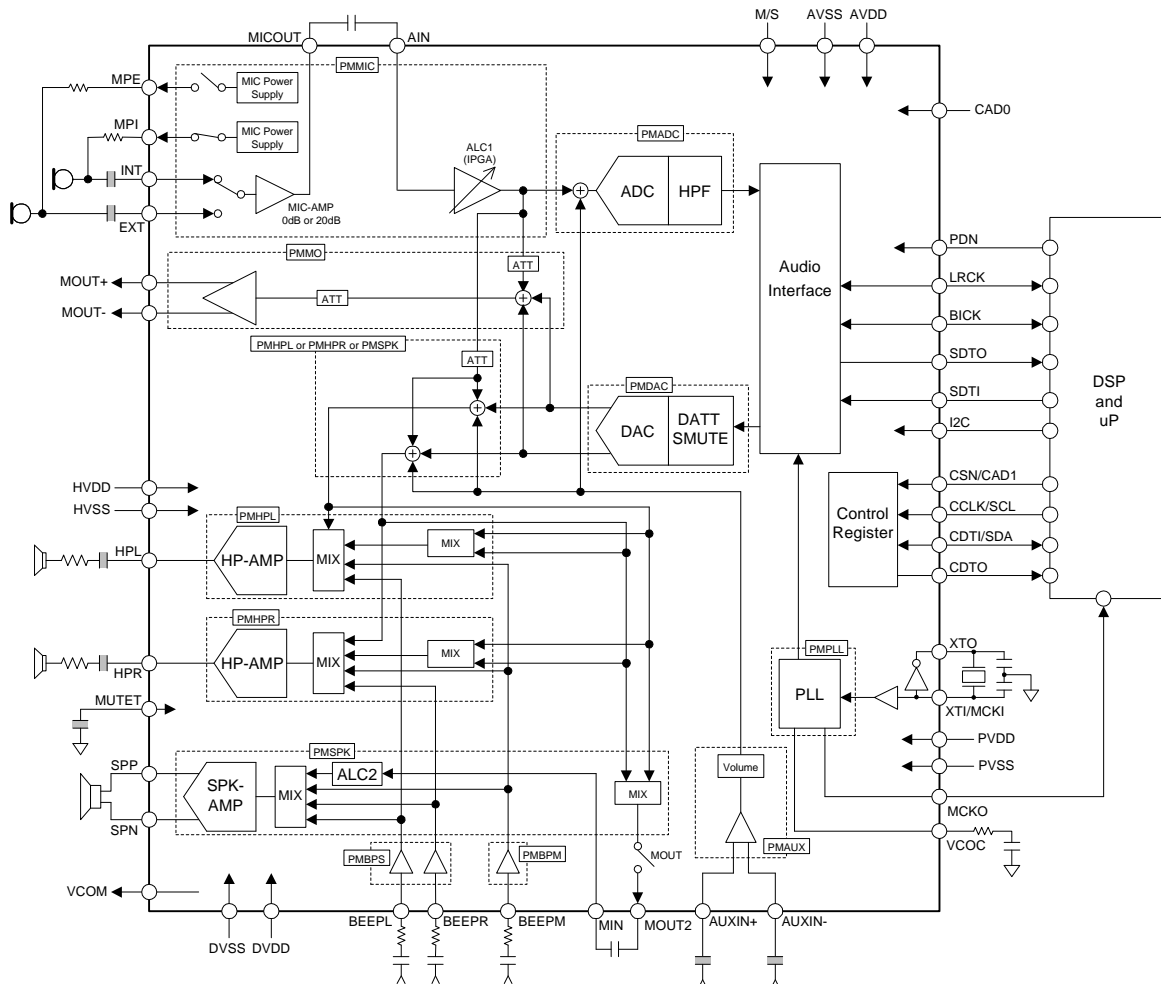 M/S AVSS AVDD
MICOUT AIN
PMMIC
MPE
MIC Power
Supply
CAD0
MPI
MIC Power
Supply
PMADC
ALC1
(IPGA)
INT
ADC HPF
MIC-AMP
0dB or 20dB
EXT
PDN
PMMO
ATT
Audio
Interface
MOUT+
LRCK
ATT
MOUT-
BICK
PMHPL or PMHPR or PMSPK
ATT
SDTO
PMDAC
SDTI
DSP
and
uP
DAC
DATT
SMUTE
I2C
HVDD
CSN/CAD1
HVSS
PMHPL
Control
Register
CCLK/SCL
HPL
HP-AMP
MIX
MIX
CDTI/SDA
CDTO
PMHPR
HP-AMP
MIX
MIX
HPR
PMPLL
XTO
PLL
MUTET
XTI/MCKI
PVDD
PMSPK
SPP
ALC2
Volume
PVSS
SPK-
AMP
MIX
MIX
MCKO
SPN
MOUT
PMAUX
VCOC
PMBPS
PMBPM
VCOM
BEEPL BEEPR BEEPM MIN MOUT2 AUXIN+ AUXIN-
DVSS DVDD